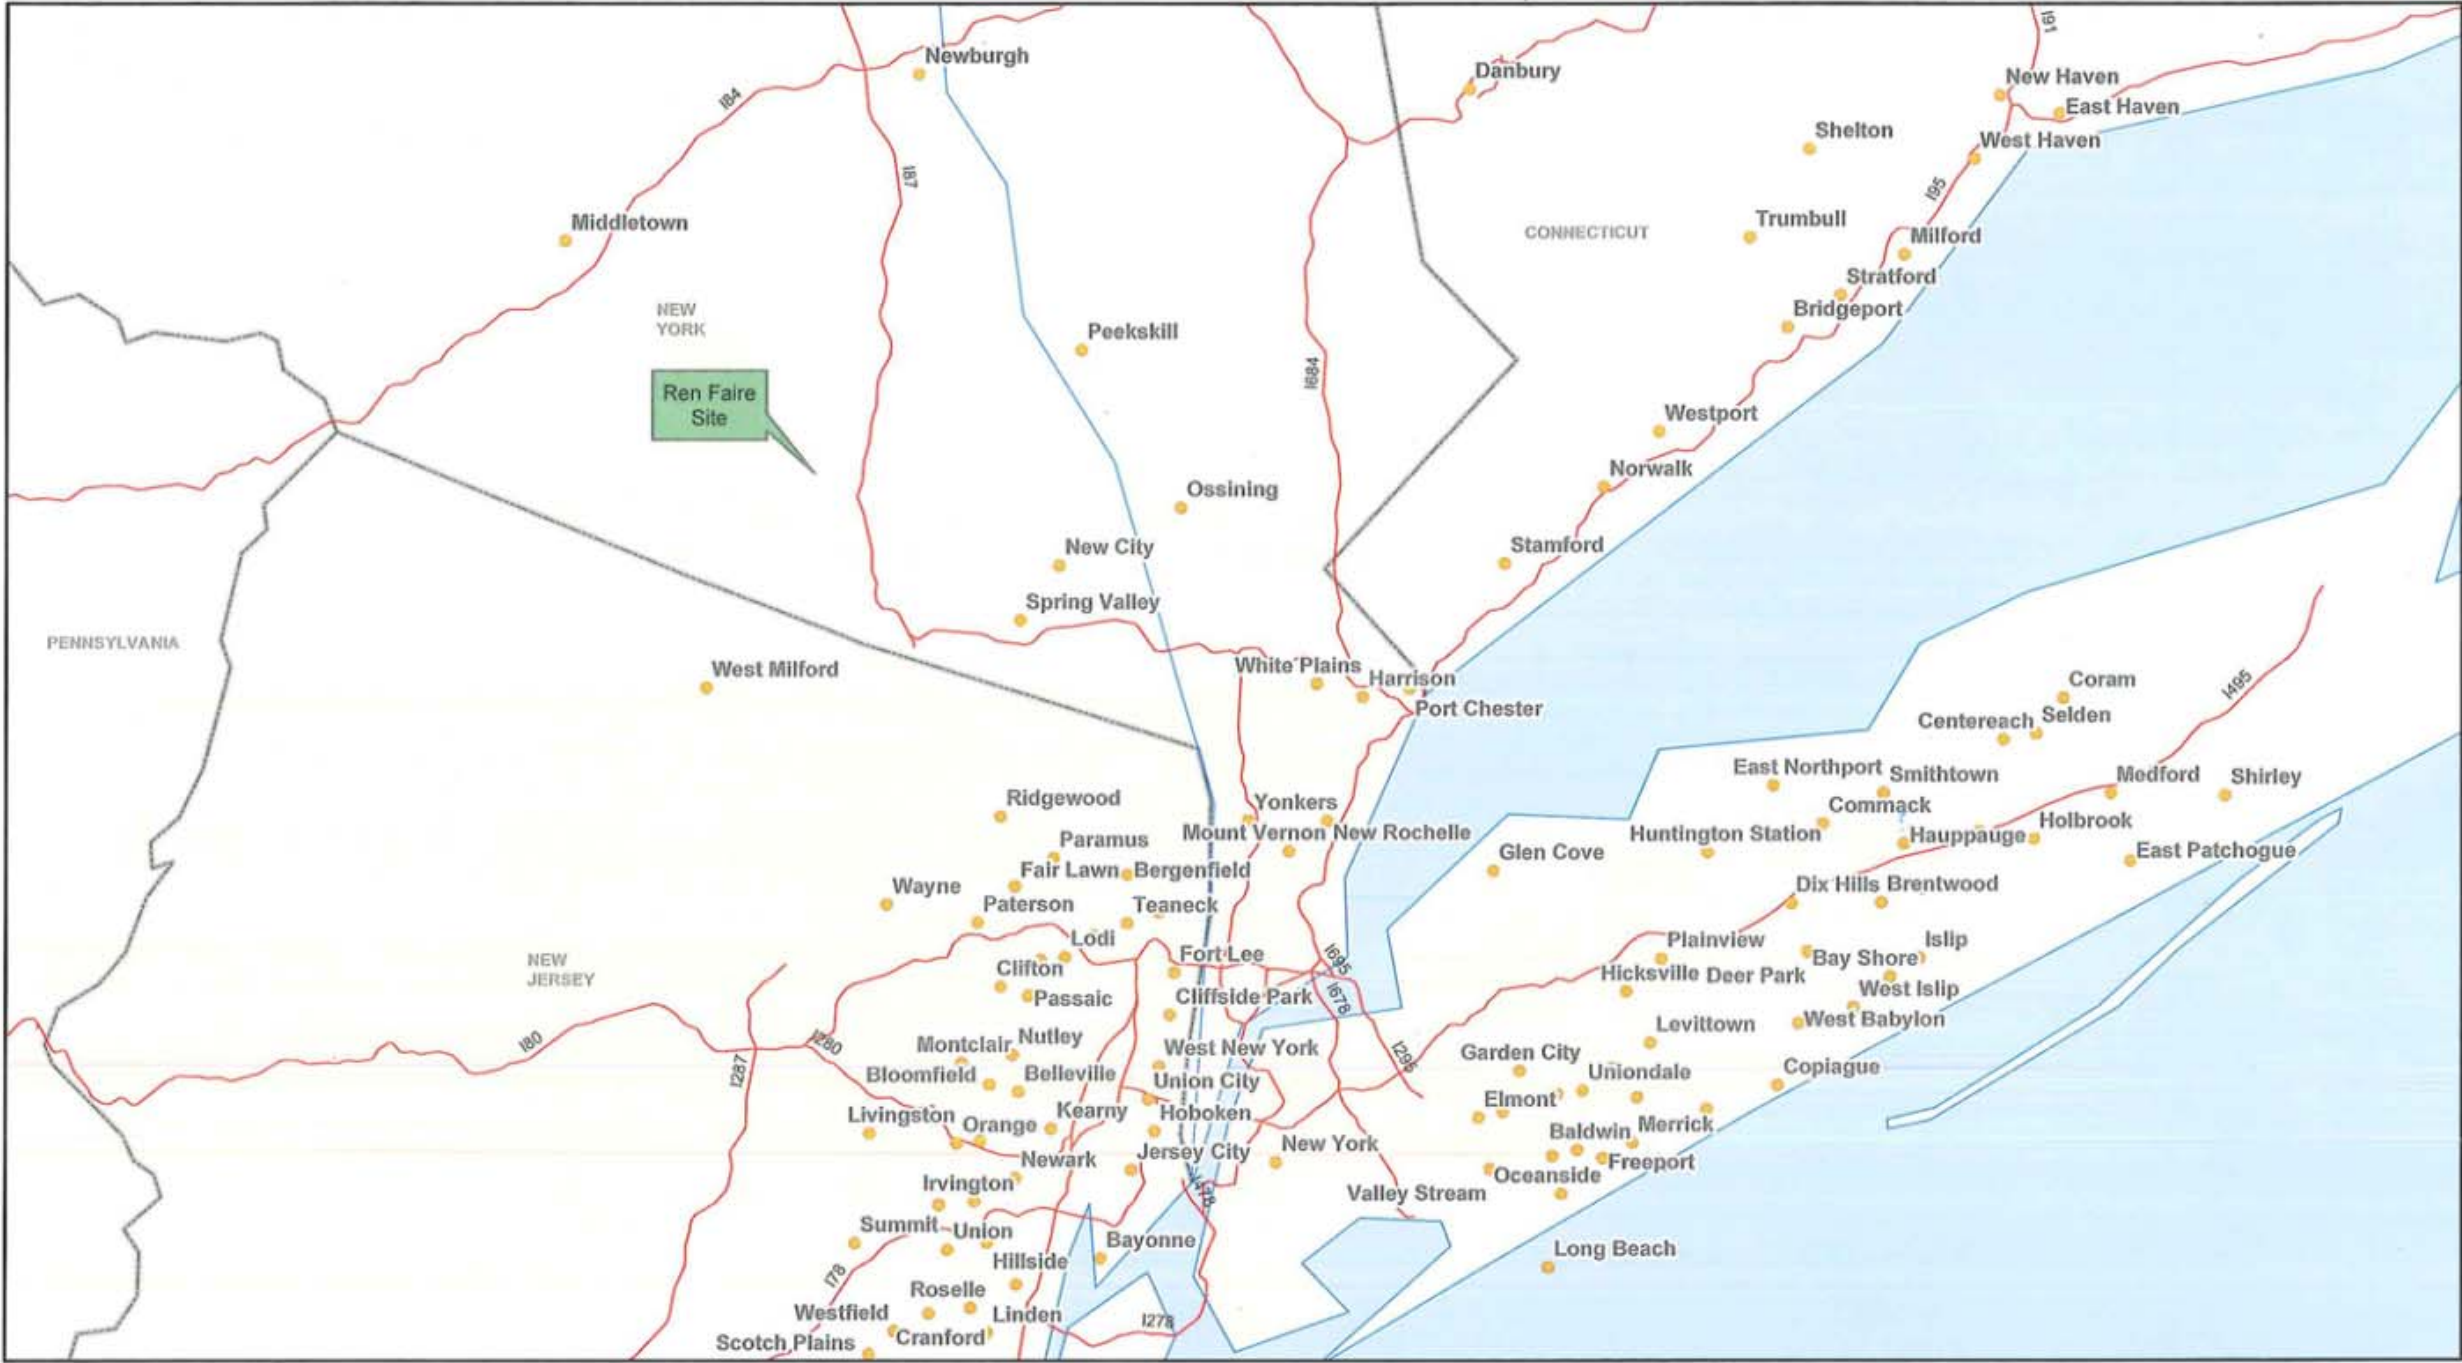 I91
Newburgh
Danbury
New Haven
I84
East Haven
Shelton
West Haven
I87
I95
Middletown
Trumbull
CONNECTICUT
Milford
Stratford
NEW
YORK
Bridgeport
Peekskill
I684
Ren Faire
Site
Westport
Norwalk
Ossining
New City
Stamford
Spring Valley
PENNSYLVANIA
West Milford
White Plains
Harrison
Port Chester
Coram
I495
Centereach
Selden
East Northport
Smithtown
Medford
Shirley
Ridgewood
Yonkers
Commack
Mount Vernon
New Rochelle
Huntington Station
Hauppauge
Holbrook
Paramus
Glen Cove
East Patchogue
Fair Lawn
Bergenfield
Wayne
Dix Hills
Brentwood
Paterson
Teaneck
Lodi
Plainview
Islip
NEW
JERSEY
Fort Lee
I695
Bay Shore
Clifton
Hicksville
Deer Park
Passaic
Cliffside Park
I678
West Islip
Levittown
West Babylon
I80
I280
Montclair
Nutley
West New York
I295
Garden City
I287
Bloomfield
Belleville
Union City
Uniondale
Copiague
Livingston
Orange
Kearny
Hoboken
Elmont
Baldwin
Merrick
Newark
Jersey City
New York
Freeport
Irvington
I478
Valley Stream
Oceanside
Summit
Union
Bayonne
Long Beach
Hillside
I78
Roselle
Westfield
Linden
I278
Scotch Plains
Cranford